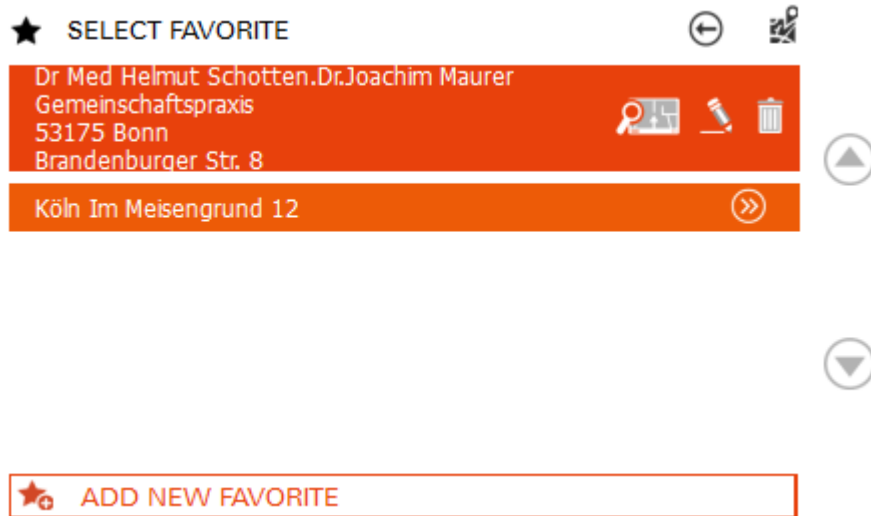 SELECT FAVORITE
Dr Med Helmut Schotten.Dr.Joachim Maurer
Gemeinschaftspraxis
53175 Bonn
Brandenburger Str. 8
Köln Im Meisengrund 12
ADD NEW FAVORITE